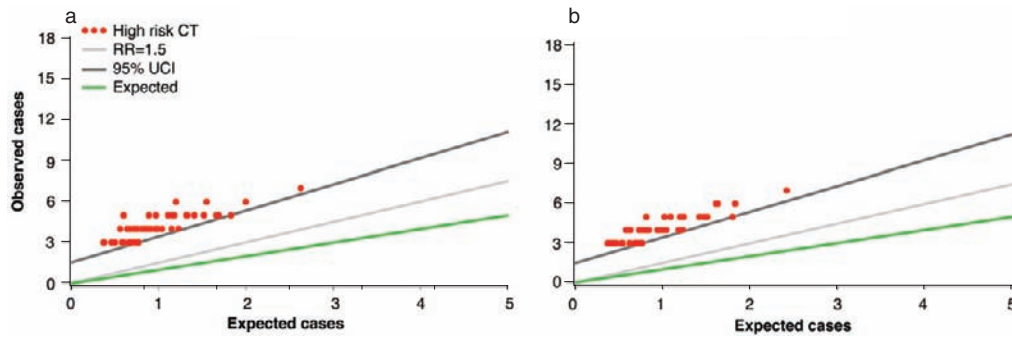 a
18
15
12
9
6
3
0
Observed cases
High risk CT
RR=1.5
95% UCI
Expected
0 1 2 3 4 5
Expected cases
b
18
15
12
9
6
3
0
0 1 2 3 4 5
Expected cases